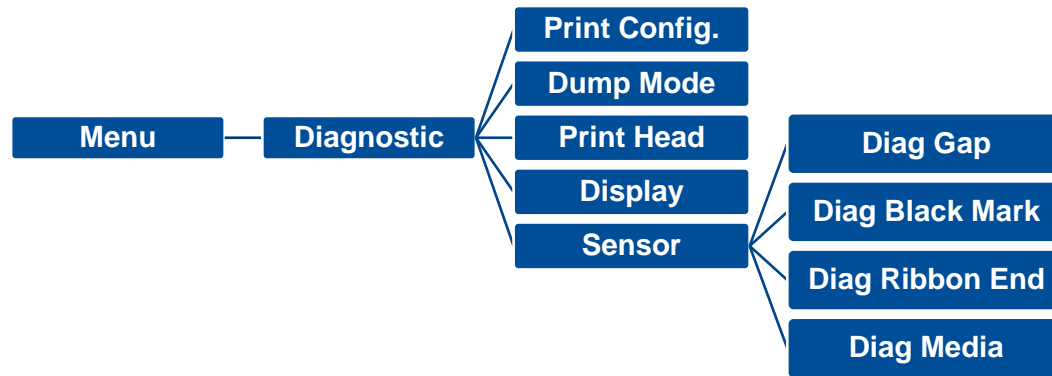 Menu
Diagnostic
Print Config.
Dump Mode
Print Head
Display
Sensor
Diag Gap
Diag Black Mark
Diag Ribbon End
Diag Media